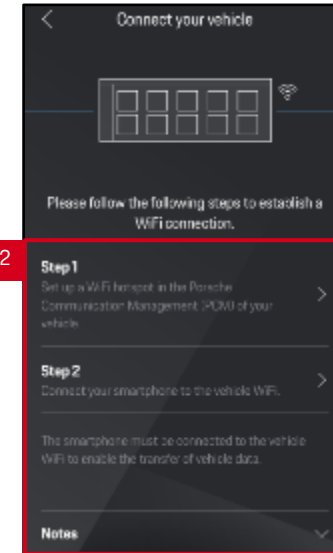 Connect your vehicle
Please follow the following steps to establish a
WiFi connection.
2
Step 1
Set up a WiFi hotspot in the Porsche
Communication Management (PCM) of your
vehicle.
Step 2
Connect your smartphone to the vehicle WiFi.
The smartphone must be connected to the vehicle
WiFi to enable the transfer of vehicle data.
Notes